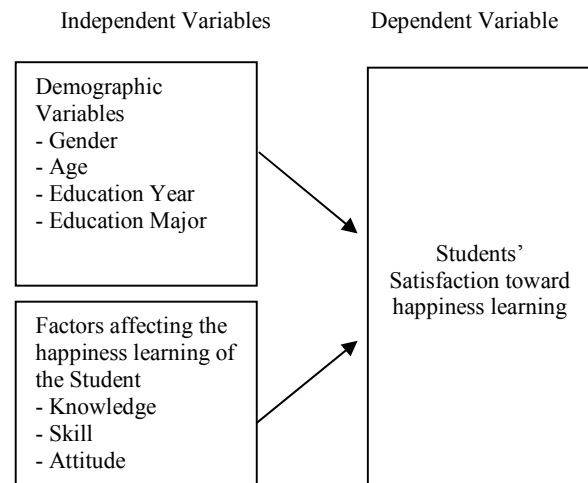 Independent Variables
Dependent Variable
Demographic
Variables
- Gender
- Age
- Education Year
- Education Major
Factors affecting the
happiness learning of
the Student
- Knowledge
- Skill
- Attitude
Students’
Satisfaction toward
happiness learning